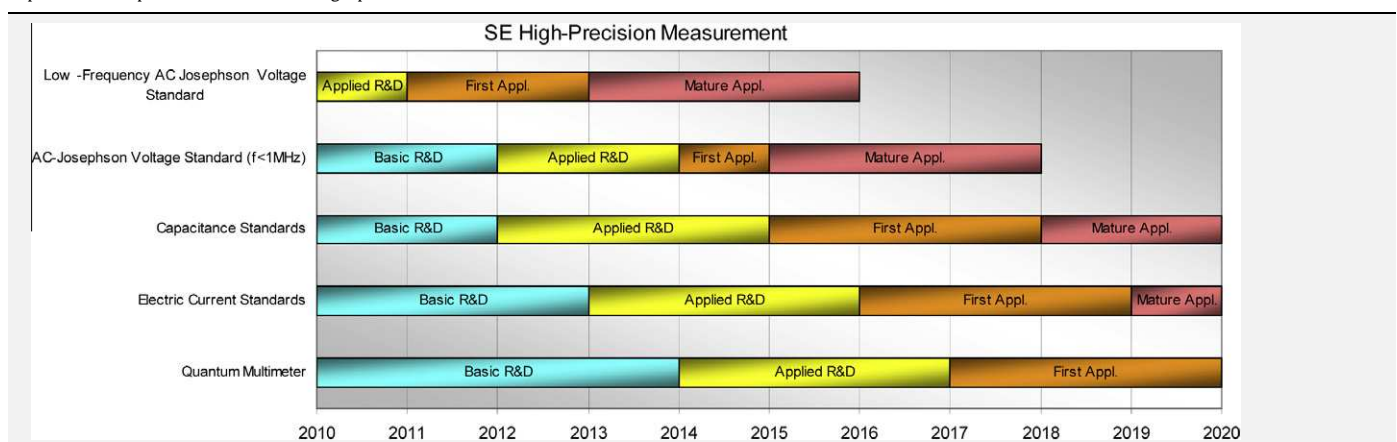 SE High-Precision Measurement
Low -Frequency AC Josephson Voltage
Standard
Applied R&D First Appl. Mature Appl.
AC-Josephson Voltage Standard (f<1MHz) Basic R&D Applied R&D First Appl. Mature Appl.
Capacitance Standards Basic R&D Applied R&D First Appl. Mature Appl.
Electric Current Standards Basic R&D Applied R&D First Appl. Mature Appl.
Quantum Multimeter Basic R&D Applied R&D First Appl.
2010 2011 2012 2013 2014 2015 2016 2017 2018 2019 2020